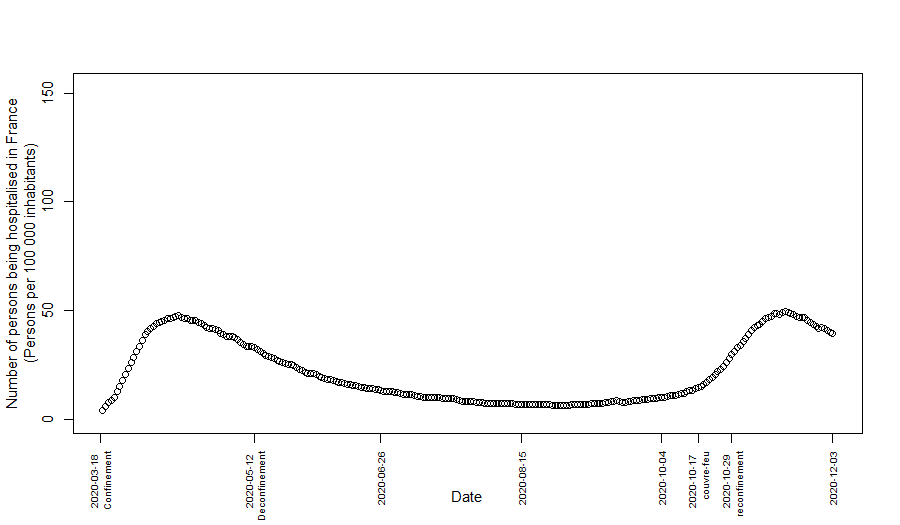 Number of persons being hospitalised in France
(Persons per 100 000 inhabitants)
150
100
50
0
2020-03-18
Confinement
2020-05-12
Deconfinement
2020-06-26
2020-08-15
2020-10-04
2020-10-17
couvre-feu
2020-10-29
reconfinement
2020-12-03
Date